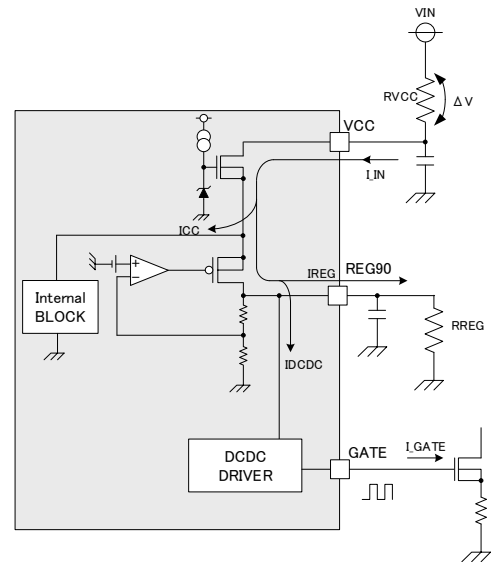 VIN
RVCC
ΔV
VCC
I_IN
ICC
IREG
REG90
+
−
Internal
BLOCK
RREG
IDCDC
DCDC
DRIVER
GATE
I_GATE